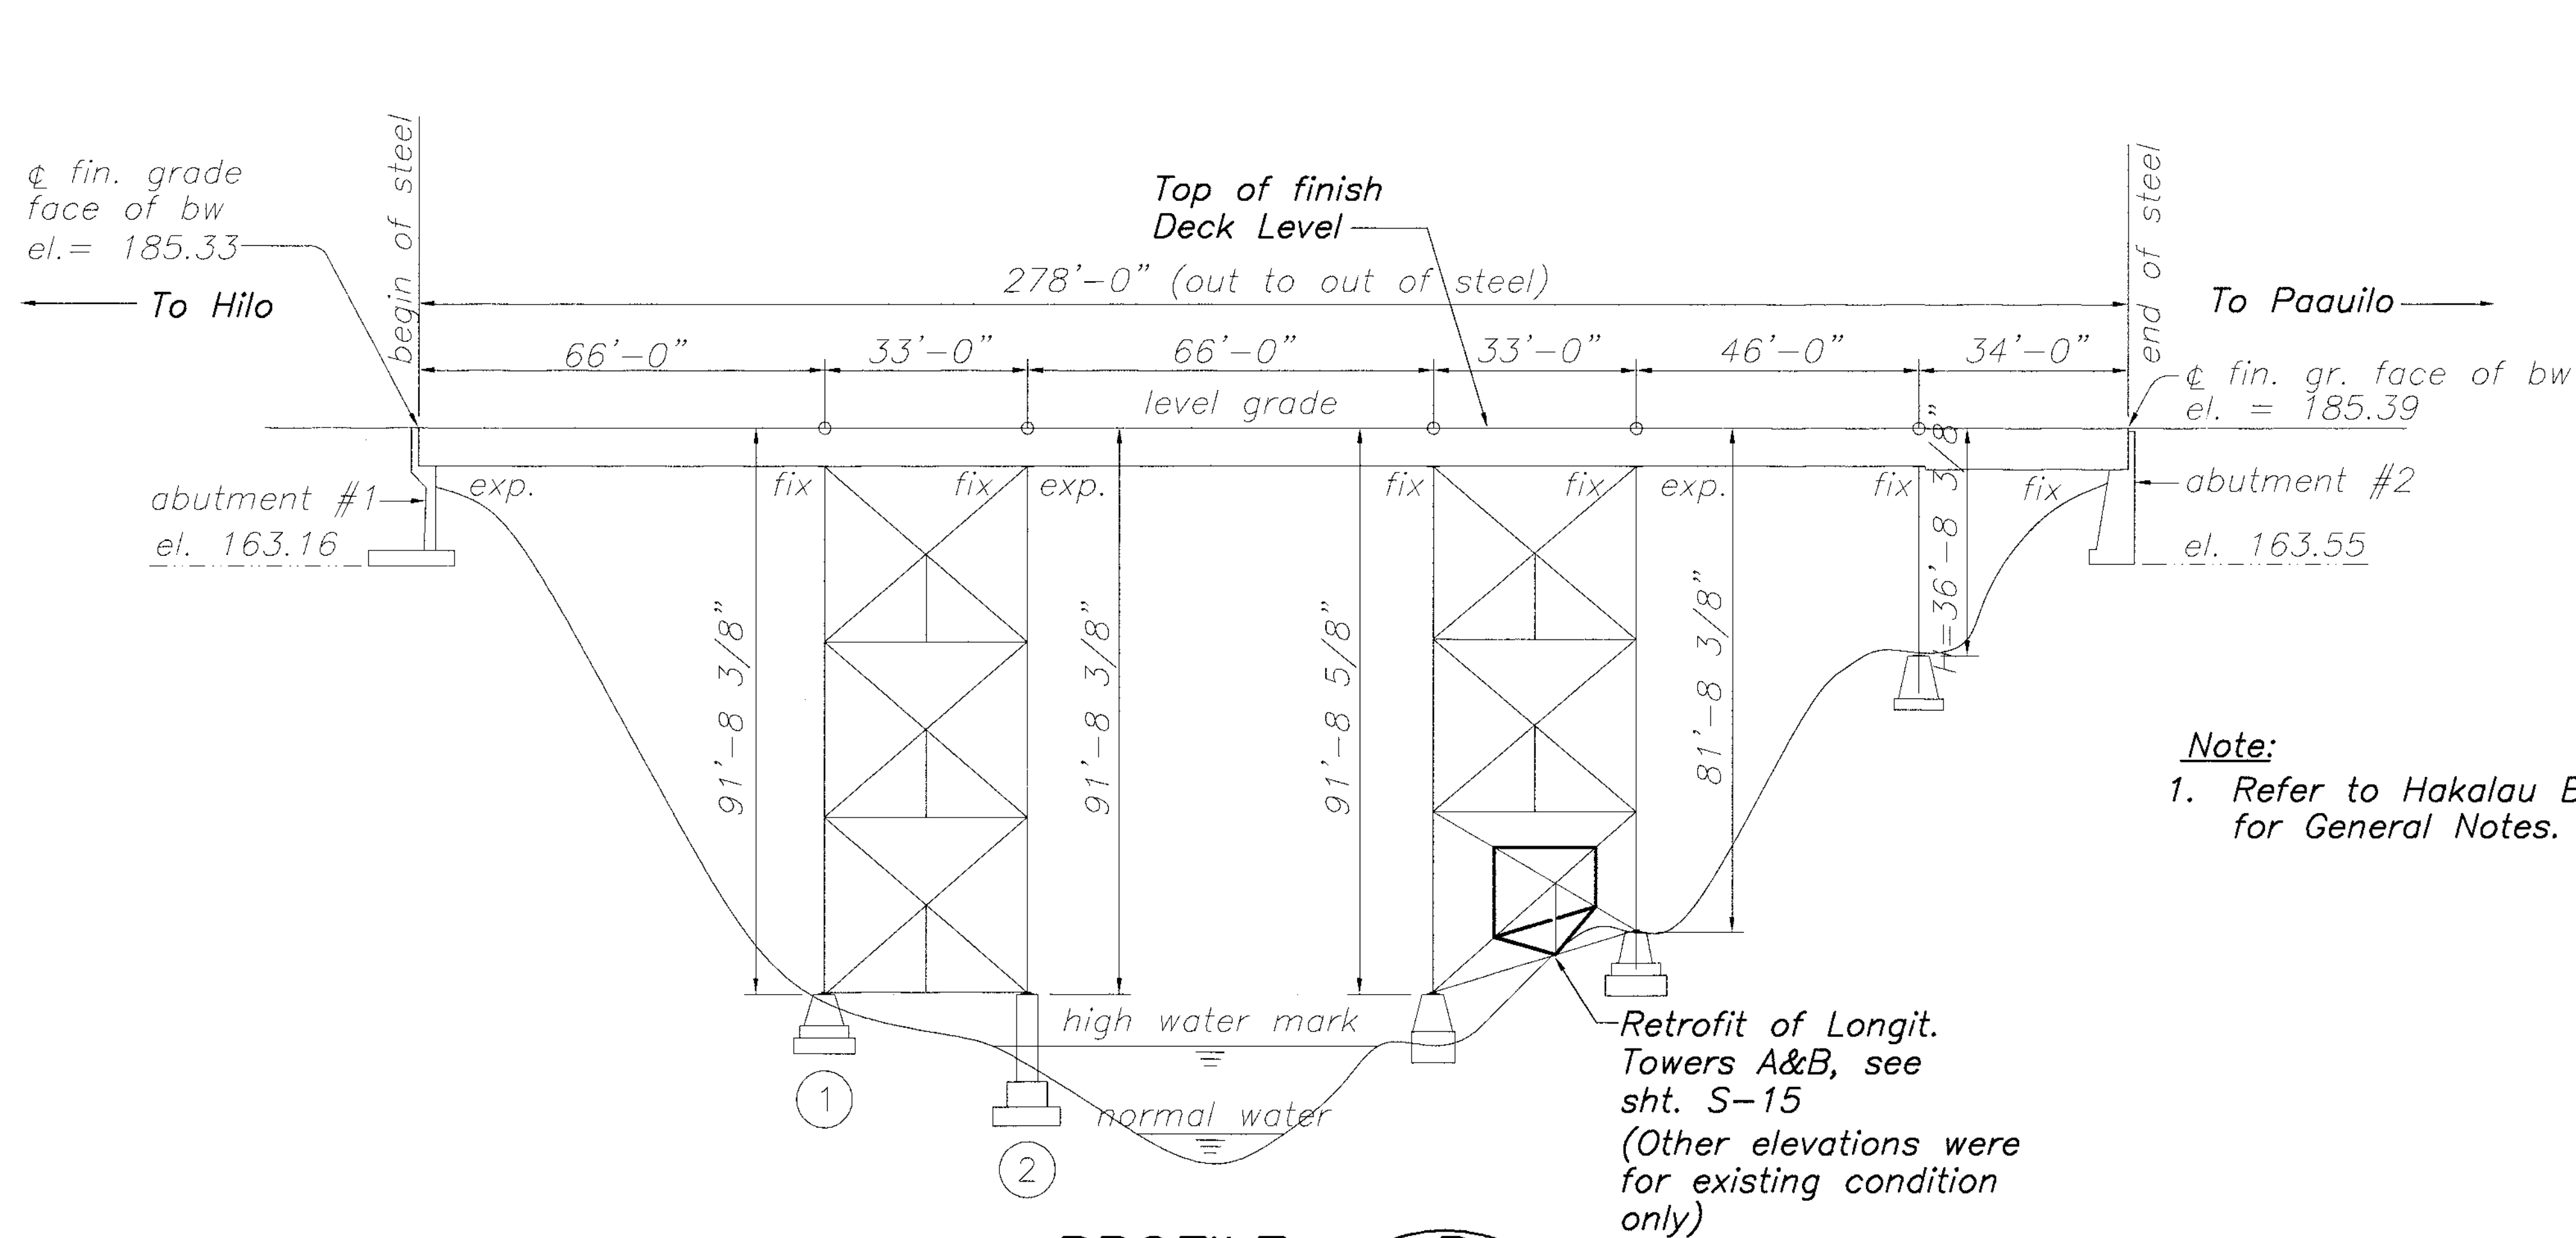 ℄ fin. grade
face of bw
el.= 185.33
begin of steel
Top of finish
Deck Level
end of steel
278'-0" (out to out of steel)
To Hilo
To Paauilo
66'-0"
33'-0"
66'-0"
33'-0"
46'-0"
34'-0"
level grade
℄ fin. gr. face of bw
el. = 185.39
exp.
fix
fix
exp.
fix
fix
exp.
fix
fix
abutment #1
el. 163.16
abutment #2
el. 163.55
91'-8 3/8"
91'-8 3/8"
91'-8 5/8"
81'-8 3/8"
H=36'-8 3/8"
Note:
1. Refer to Hakalau
for General Notes.
high water mark
normal water
1
2
Retrofit of Longit.
Towers A&B, see
sht. S-15
(Other elevations were
for existing condition
only)